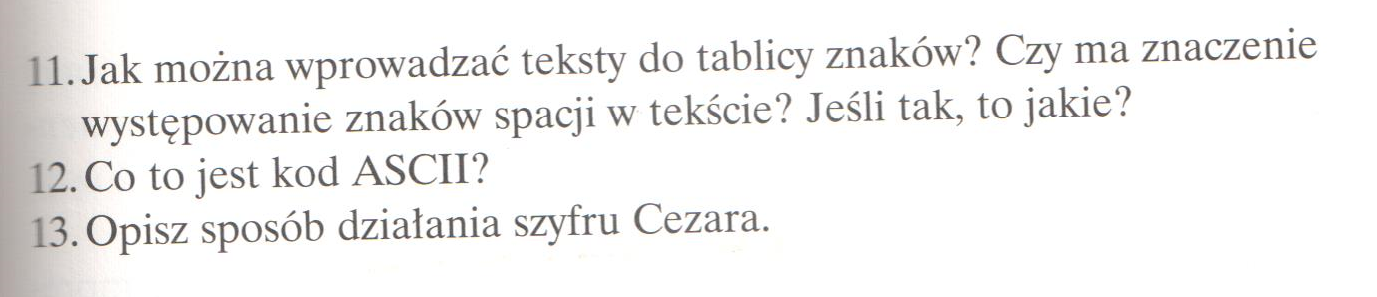 11. Jak można wprowadzać teksty do tablicy znaków? Czy ma znaczenie
występowanie znaków spacji w tekście? Jeśli tak, to jakie?
12. Co to jest kod ASCII?
13. Opisz sposób działania szyfru Cezara.